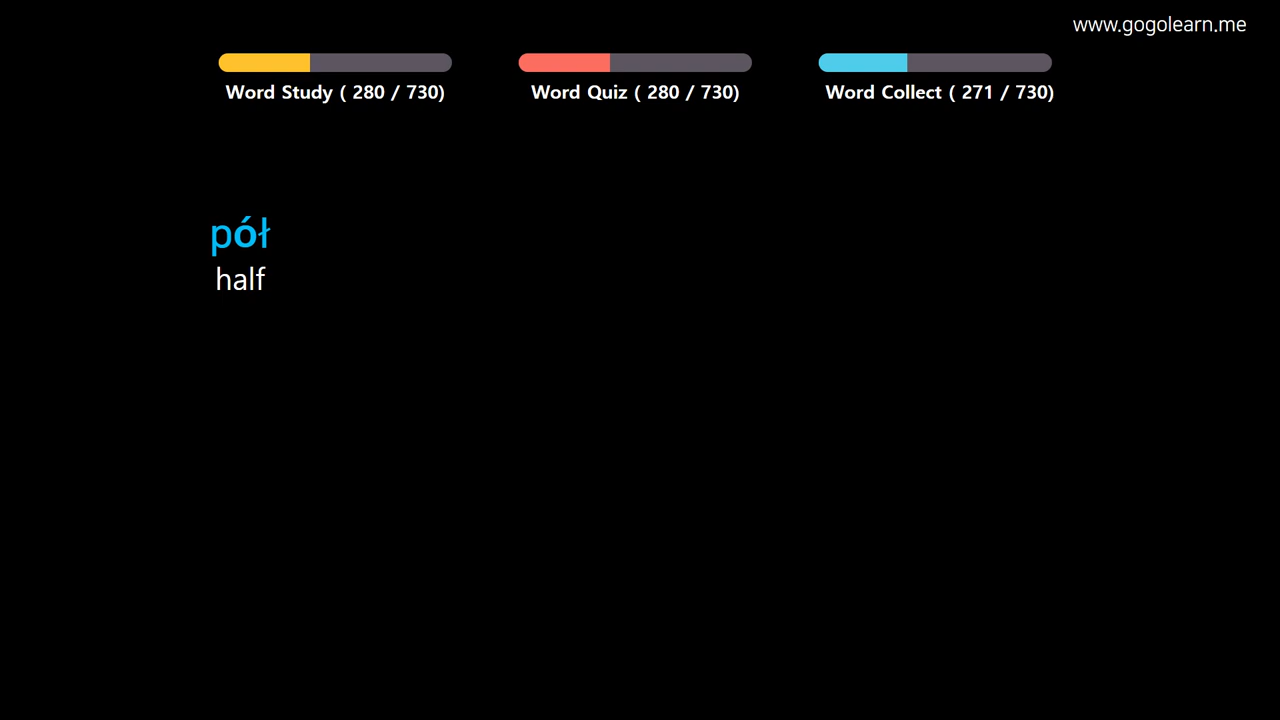 www.gogolearn.me
Word Study ( 280 / 730)
Word Quiz ( 280 / 730)
Word Collect ( 271 / 730)
pół
half